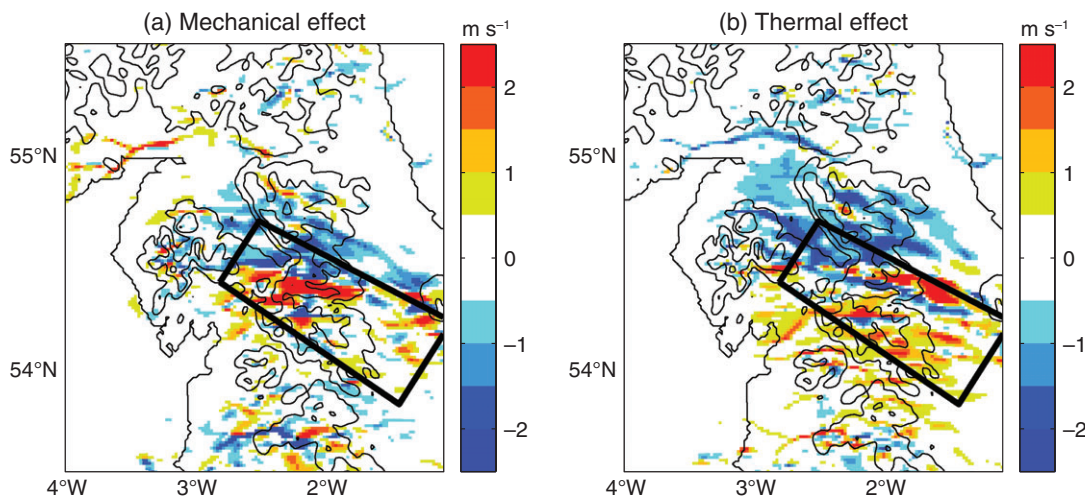 (a) Mechanical effect
m s⁻¹
(b) Thermal effect
m s⁻¹
2
1
0
−1
−2
2
1
0
−1
−2
55°N
54°N
4°W
3°W
2°W
55°N
54°N
4°W
3°W
2°W